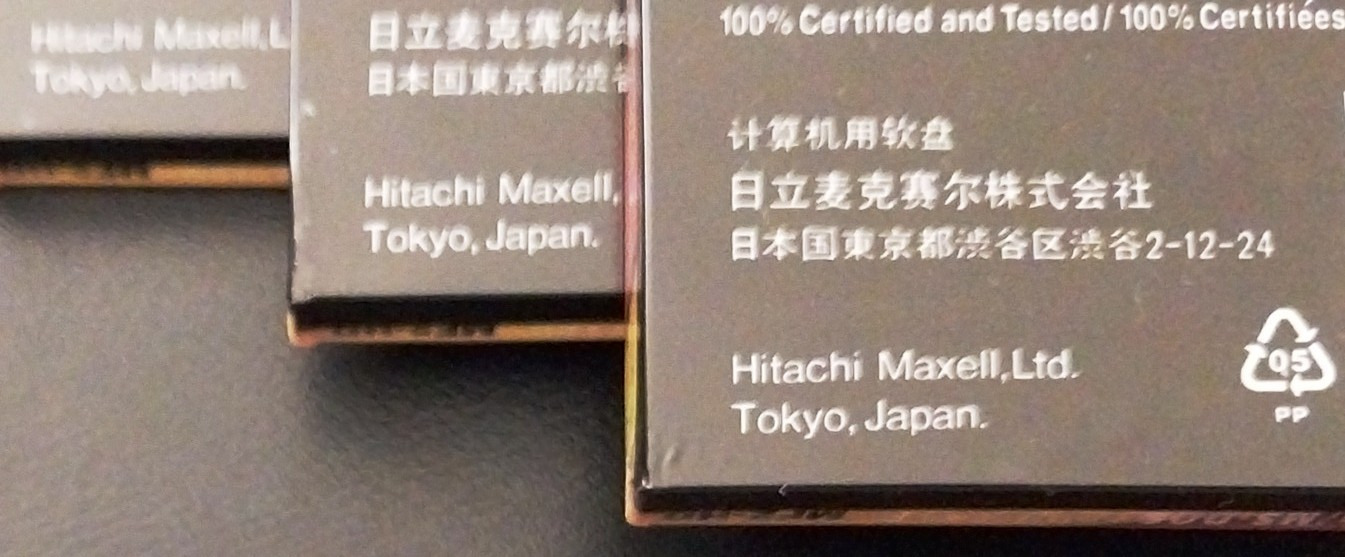 Hitachi Maxell,L
Tokyo, Japan.
日立麦克赛尔株
日本国東京都渋谷
Hitachi Maxell,
Tokyo, Japan.
100% Certified and Tested / 100% Certifiées
计算机用软盘
日立麦克赛尔株式会社
日本国東京都渋谷区渋谷2-12-24
Hitachi Maxell,Ltd.
Tokyo, Japan.
05
PP